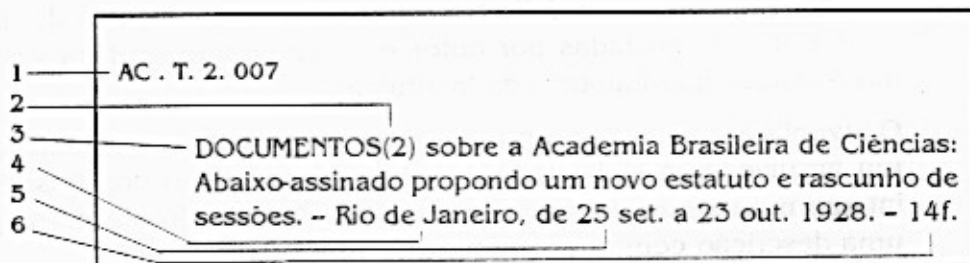 1 AC . T. 2. 007
2
3 DOCUMENTOS(2) sobre a Academia Brasileira de Ciências:
4 Abaixo-assinado propondo um novo estatuto e rascunho de
5 sessões. – Rio de Janeiro, de 25 set. a 23 out. 1928. – 14f.
6